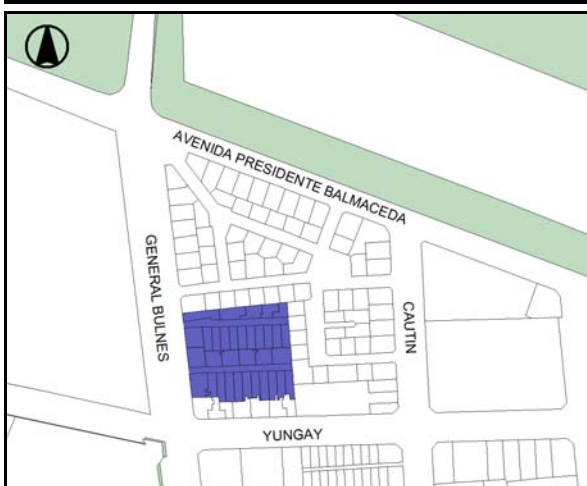 AVENIDA PRESIDENTE BALMACEDA
GENERAL BULNES
CAUTIN
YUNGAY